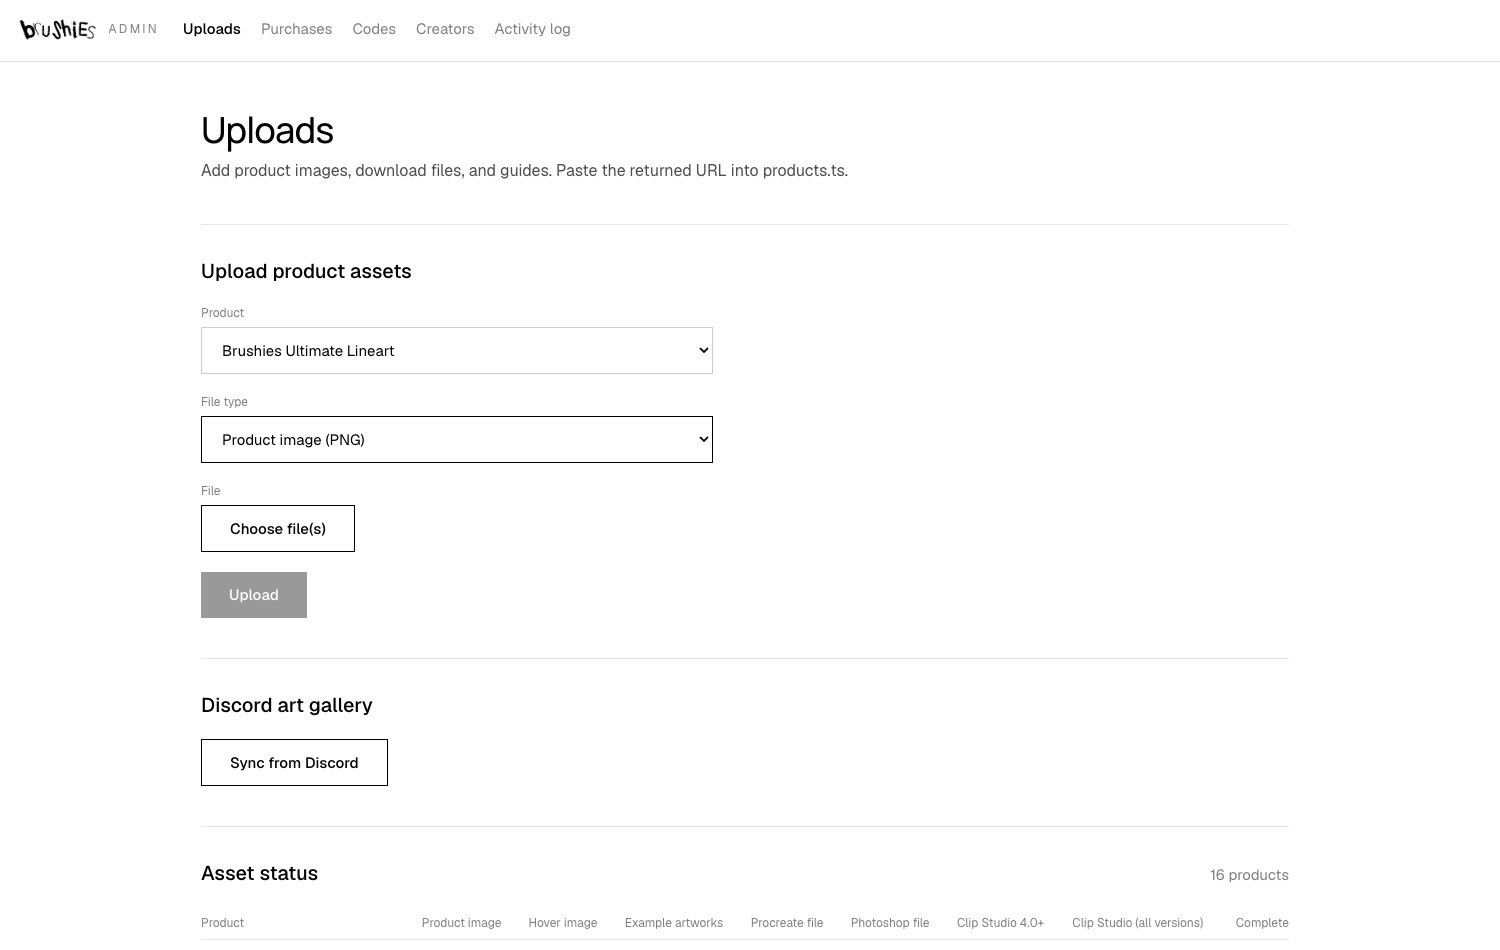 brushies ADMIN Uploads Purchases Codes Creators Activity log
Uploads
Add product images, download files, and guides. Paste the returned URL into products.ts.
Upload product assets
Product
Brushies Ultimate Lineart
File type
Product image (PNG)
File
Choose file(s)
Upload
Discord art gallery
Sync from Discord
Asset status 16 products
Product Product image Hover image Example artworks Procreate file Photoshop file Clip Studio 4.0+ Clip Studio (all versions) Complete